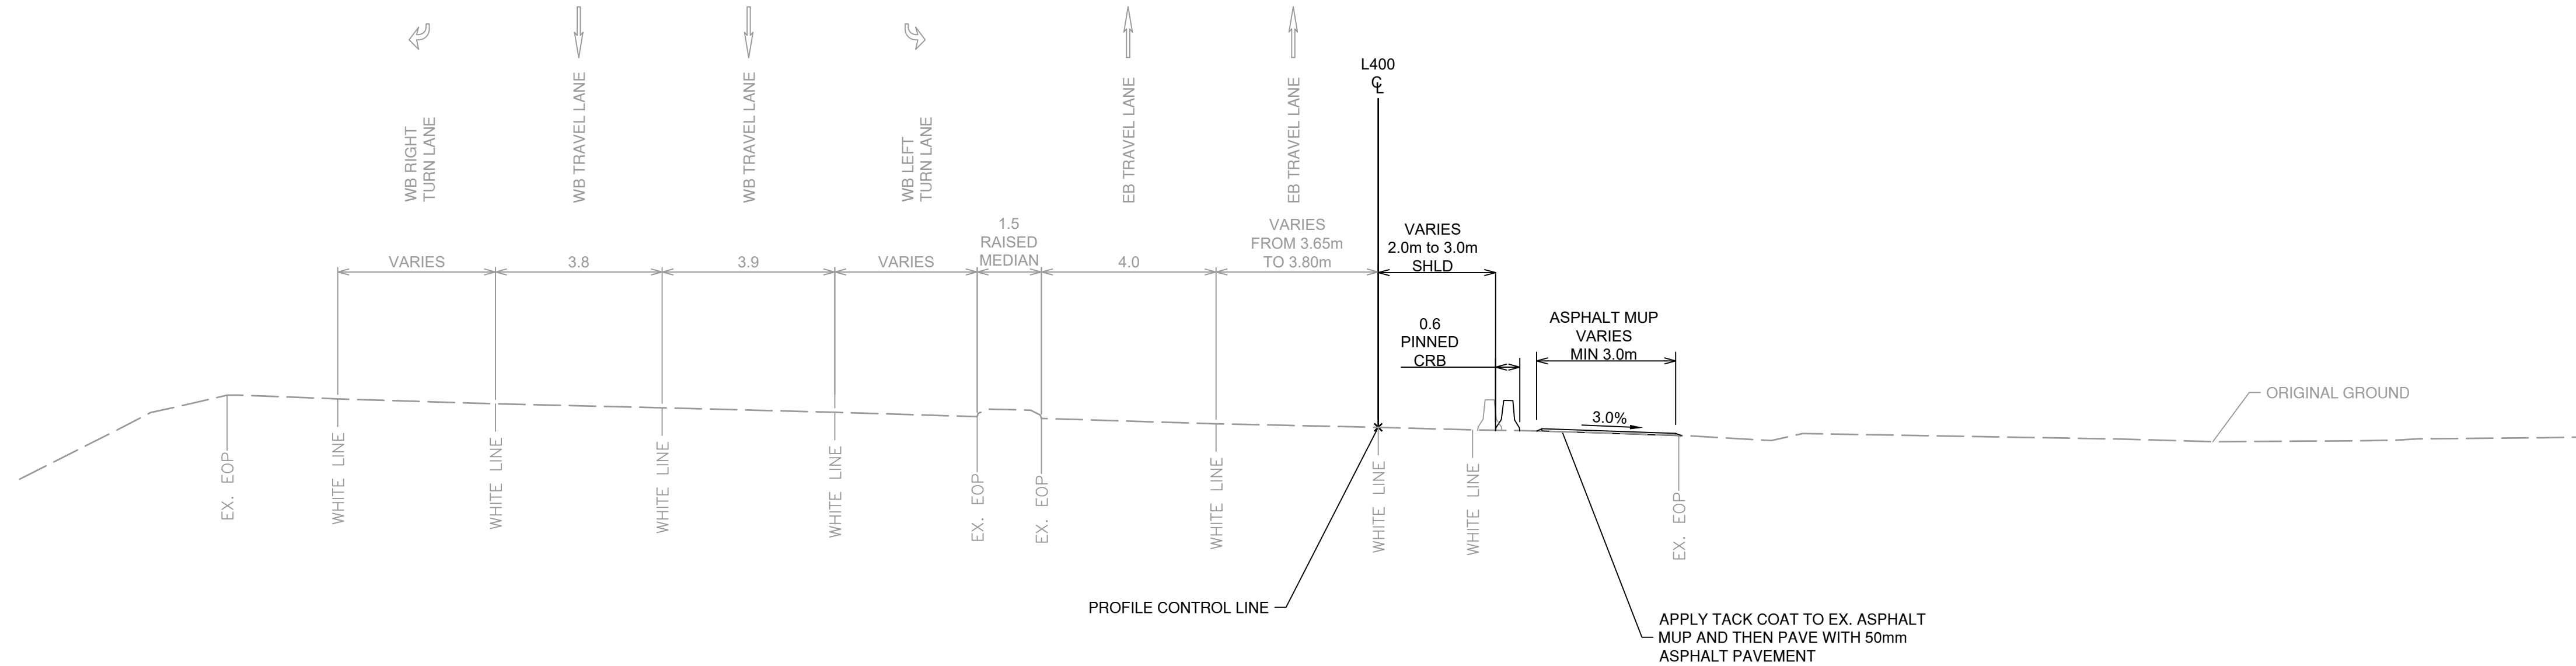 WB RIGHT
TURN LANE
WB TRAVEL LANE
WB TRAVEL LANE
WB LEFT
TURN LANE
EB TRAVEL LANE
EB TRAVEL LANE
L400
CL
VARIES
3.8
3.9
VARIES
1.5
RAISED
MEDIAN
4.0
VARIES
FROM 3.65m
TO 3.80m
VARIES
2.0m to 3.0m
SHLD
0.6
PINNED
CRB
ASPHALT MUP
VARIES
MIN 3.0m
3.0%
ORIGINAL GROUND
EX. EOP
WHITE LINE
WHITE LINE
WHITE LINE
WHITE LINE
EX. EOP
EX. EOP
WHITE LINE
WHITE LINE
WHITE LINE
EX. EOP
PROFILE CONTROL LINE
APPLY TACK COAT TO EX. ASPHALT
MUP AND THEN PAVE WITH 50mm
ASPHALT PAVEMENT